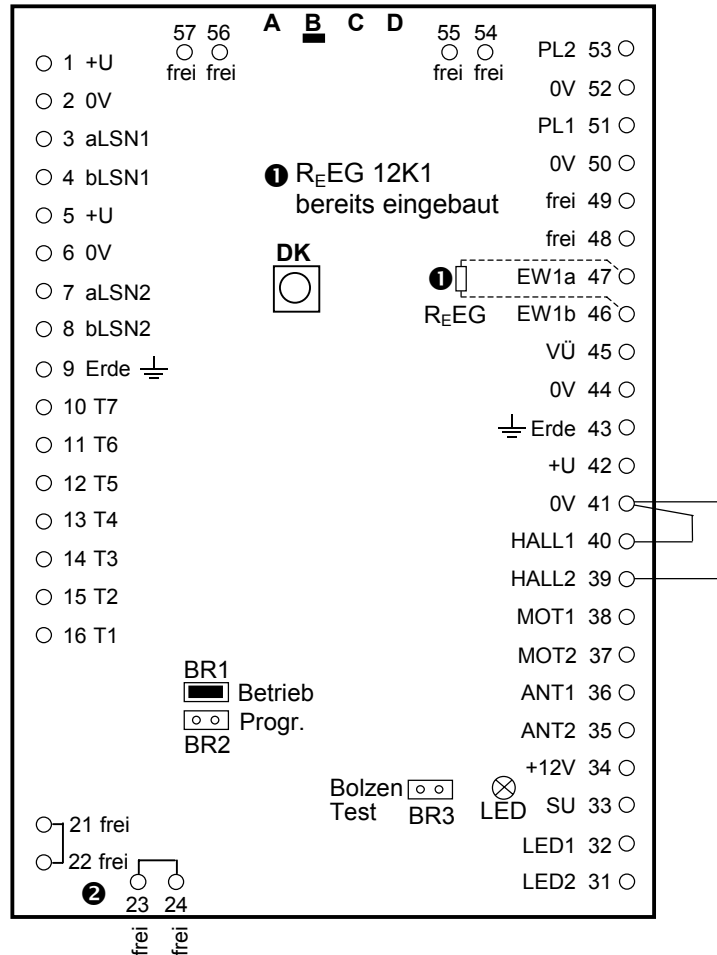 A B C D
57 56
frei frei
55 54
frei frei
1 +U
2 0V
3 aLSN1
4 bLSN1
5 +U
6 0V
7 aLSN2
8 bLSN2
9 Erde
10 T7
11 T6
12 T5
13 T4
14 T3
15 T2
16 T1
❶ REEG 12K1
bereits eingebaut
DK
❶
REEG
PL2 53
0V 52
PL1 51
0V 50
frei 49
frei 48
EW1a 47
EW1b 46
VÜ 45
0V 44
Erde 43
+U 42
0V 41
HALL1 40
HALL2 39
MOT1 38
MOT2 37
ANT1 36
ANT2 35
+12V 34
SU 33
LED1 32
LED2 31
BR1
Betrieb
Progr.
BR2
Bolzen
Test
BR3
LED
21 frei
22 frei
❷
23 24
frei frei